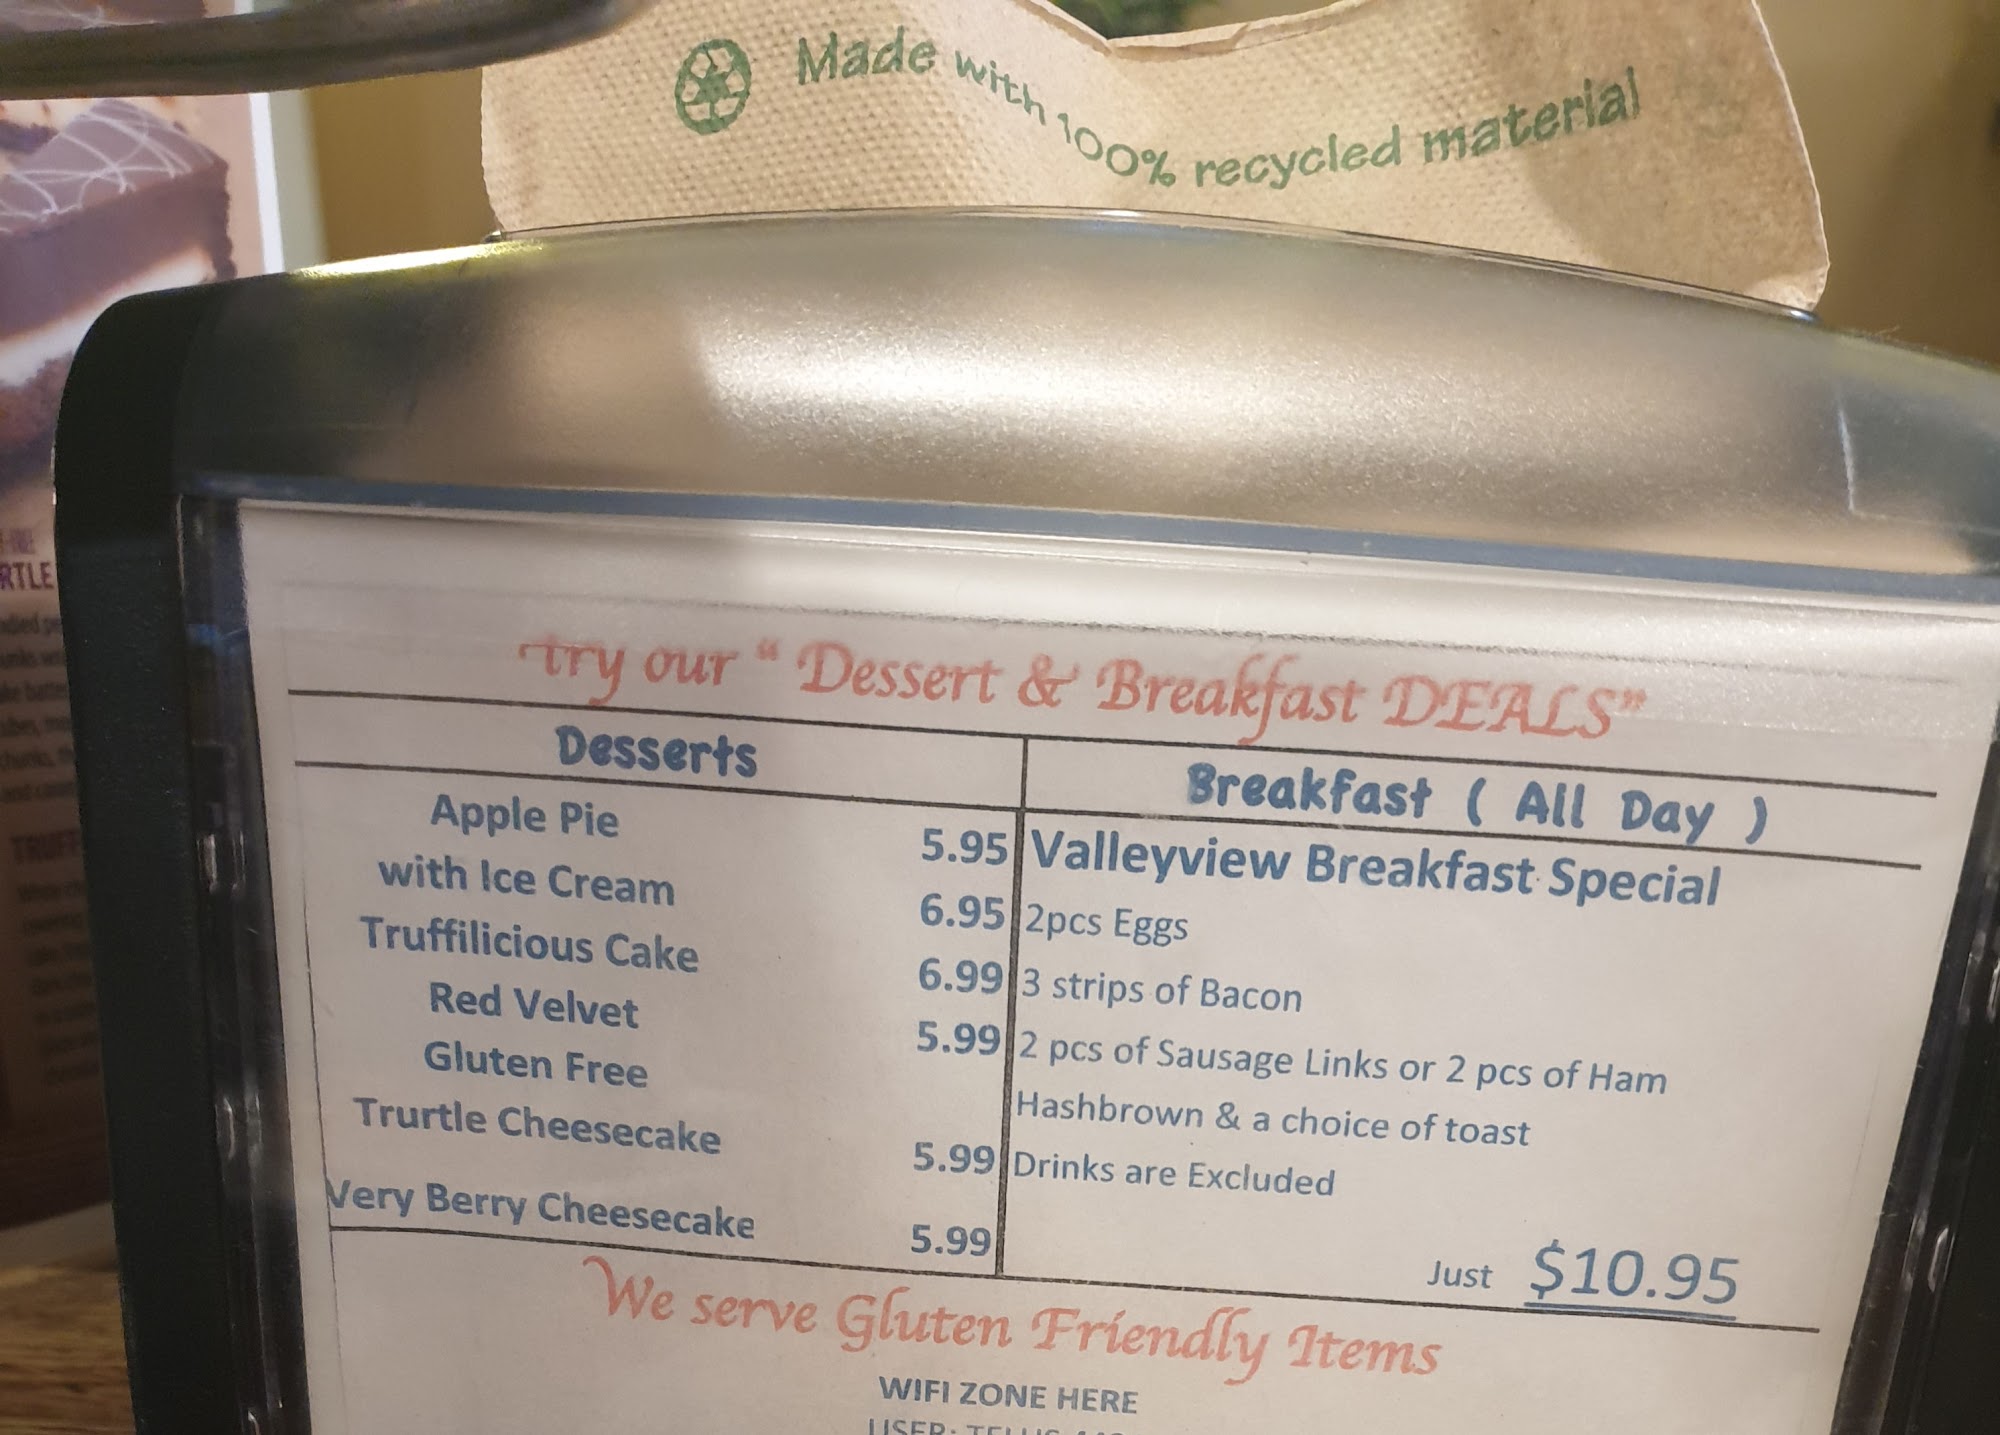 Made with 100% recycled material
RTLE
try our “ Dessert & Breakfast DEALS”
Desserts
Apple Pie 5.95
with Ice Cream 6.95
Truffilicious Cake 6.99
Red Velvet 5.99
Gluten Free
Trurtle Cheesecake 5.99
Very Berry Cheesecake 5.99
Breakfast ( All Day )
Valleyview Breakfast Special
2pcs Eggs
3 strips of Bacon
2 pcs of Sausage Links or 2 pcs of Ham
Hashbrown & a choice of toast
Drinks are Excluded
Just $10.95
We serve Gluten Friendly Items
WIFI ZONE HERE